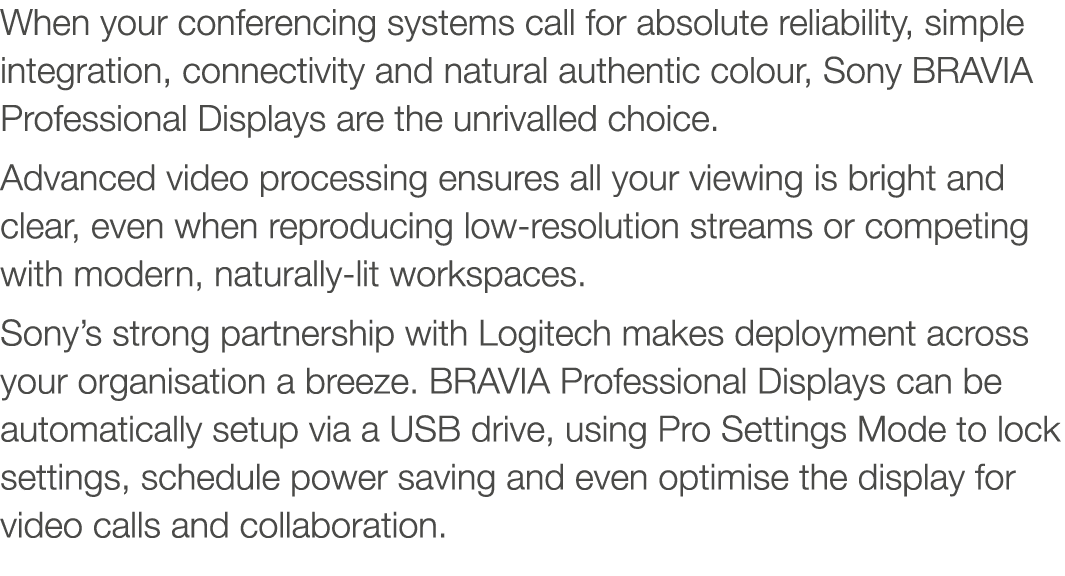 When your conferencing systems call for absolute reliability, simple
integration, connectivity and natural authentic colour, Sony BRAVIA
Professional Displays are the unrivalled choice.
Advanced video processing ensures all your viewing is bright and
clear, even when reproducing low-resolution streams or competing
with modern, naturally-lit workspaces.
Sony’s strong partnership with Logitech makes deployment across
your organisation a breeze. BRAVIA Professional Displays can be
automatically setup via a USB drive, using Pro Settings Mode to lock
settings, schedule power saving and even optimise the display for
video calls and collaboration.